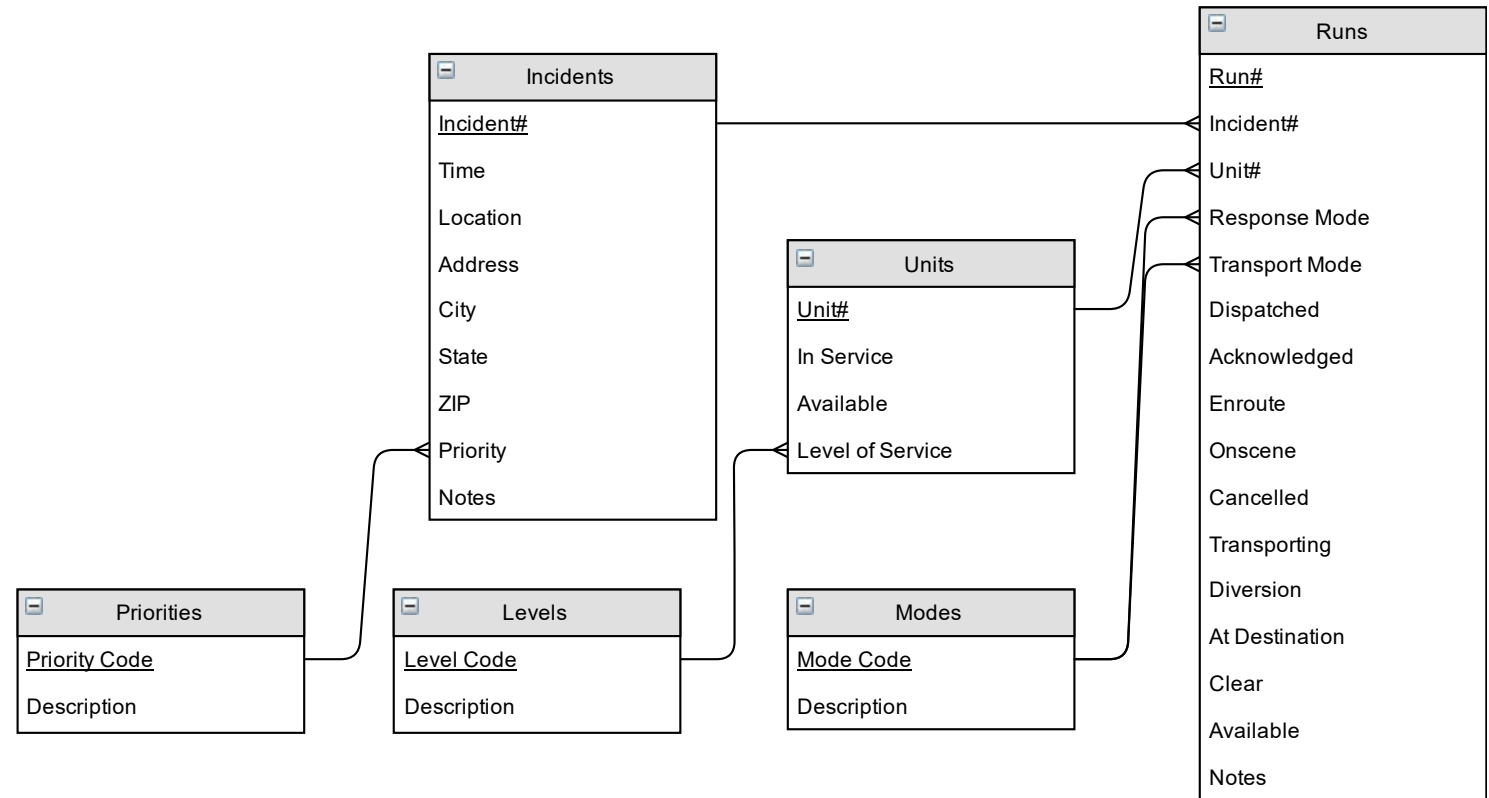 Incidents
Incident#
Time
Location
Address
City
State
ZIP
Priority
Notes
Priorities
Priority Code
Description
Levels
Level Code
Description
Units
Unit#
In Service
Available
Level of Service
Modes
Mode Code
Description
Runs
Run#
Incident#
Unit#
Response Mode
Transport Mode
Dispatched
Acknowledged
Enroute
Onscene
Cancelled
Transporting
Diversion
At Destination
Clear
Available
Notes